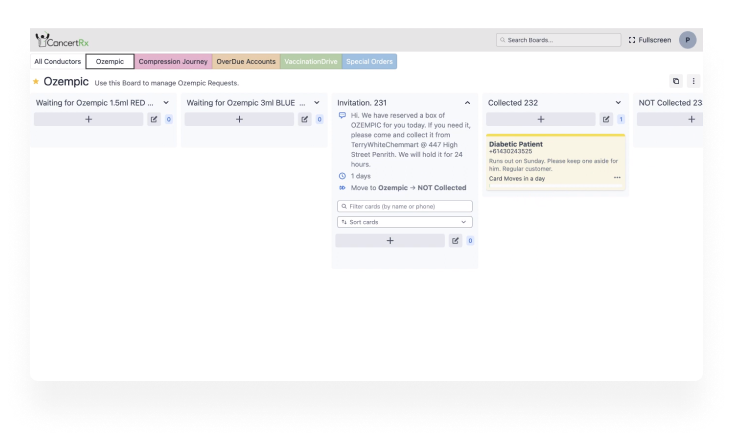 ConcertRx
Search Boards...
Fullscreen
P
All Conductors
Ozempic
Compression Journey
OverDue Accounts
VaccinationDrive
Special Orders
Ozempic
Use this Board to manage Ozempic Requests.
Waiting for Ozempic 1.5ml RED ...
0
Waiting for Ozempic 3ml BLUE ...
0
Invitation. 231
Hi. We have reserved a box of
OZEMPIC for you today. If you need it,
please come and collect it from
TerryWhiteChemmart @ 447 High
Street Penrith. We will hold it for 24
hours.
1 days
Move to Ozempic → NOT Collected
Filter cards (by name or phone)
Sort cards
0
Collected 232
1
Diabetic Patient
+61430243525
Runs out on Sunday. Please keep one aside for
him. Regular customer.
Card Moves in a day
NOT Collected 23